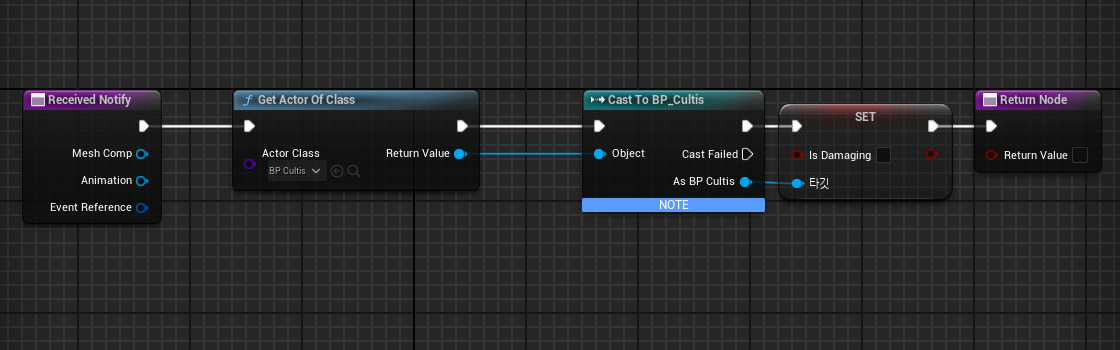 Received Notify
Mesh Comp
Animation
Event Reference
f Get Actor Of Class
Actor Class
BP Cultis
Return Value
Cast To BP_Cultis
Object
Cast Failed
As BP Cultis
NOTE
SET
Is Damaging
타깃
Return Node
Return Value